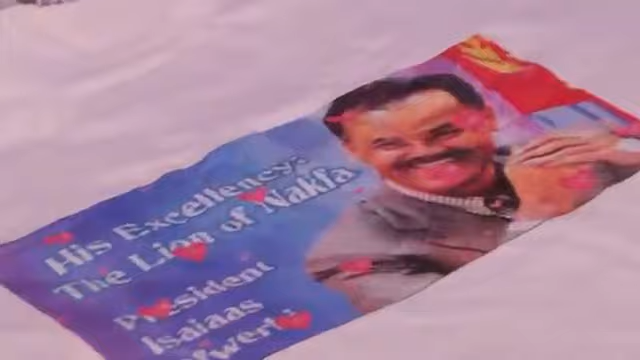 His Excellency:
The Lion of Nakfa
President
Isaiaas